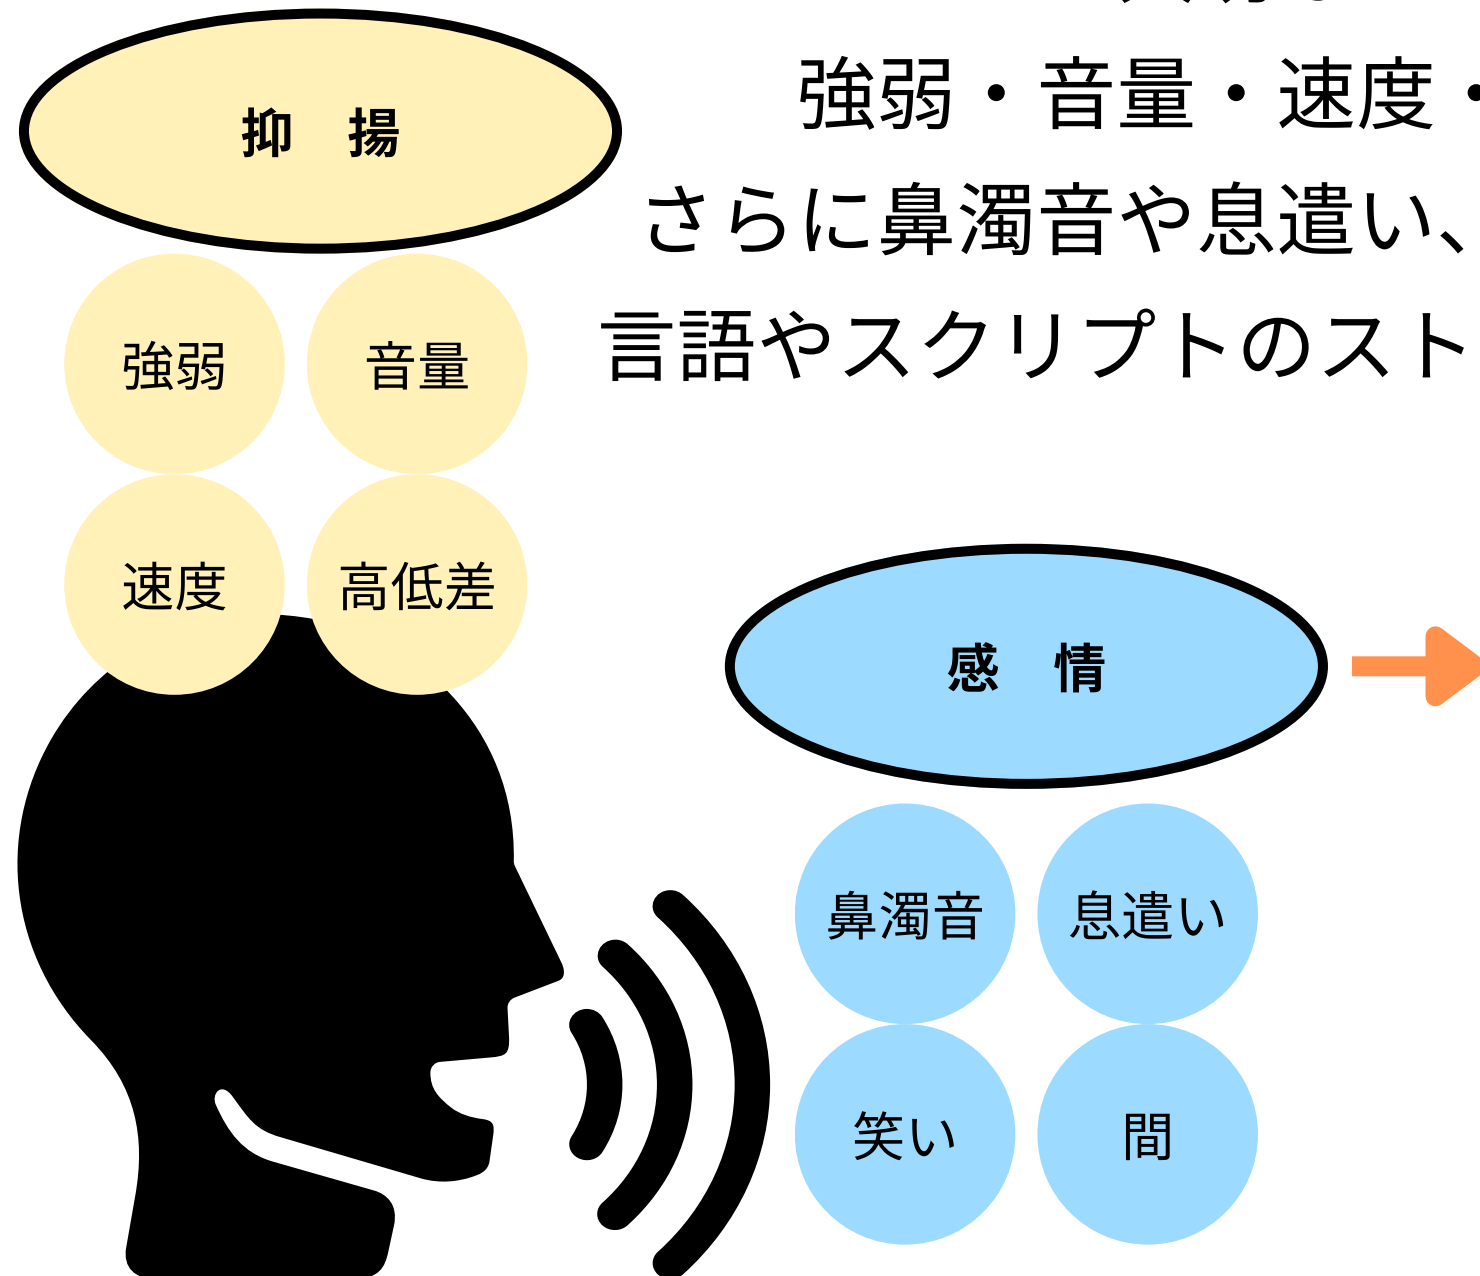 強弱・音量・速度・
さらに鼻濁音や息遣い、
言語やスクリプトのスト
抑　揚
強弱
音量
速度
高低差
感　情
鼻濁音
息遣い
笑い
間